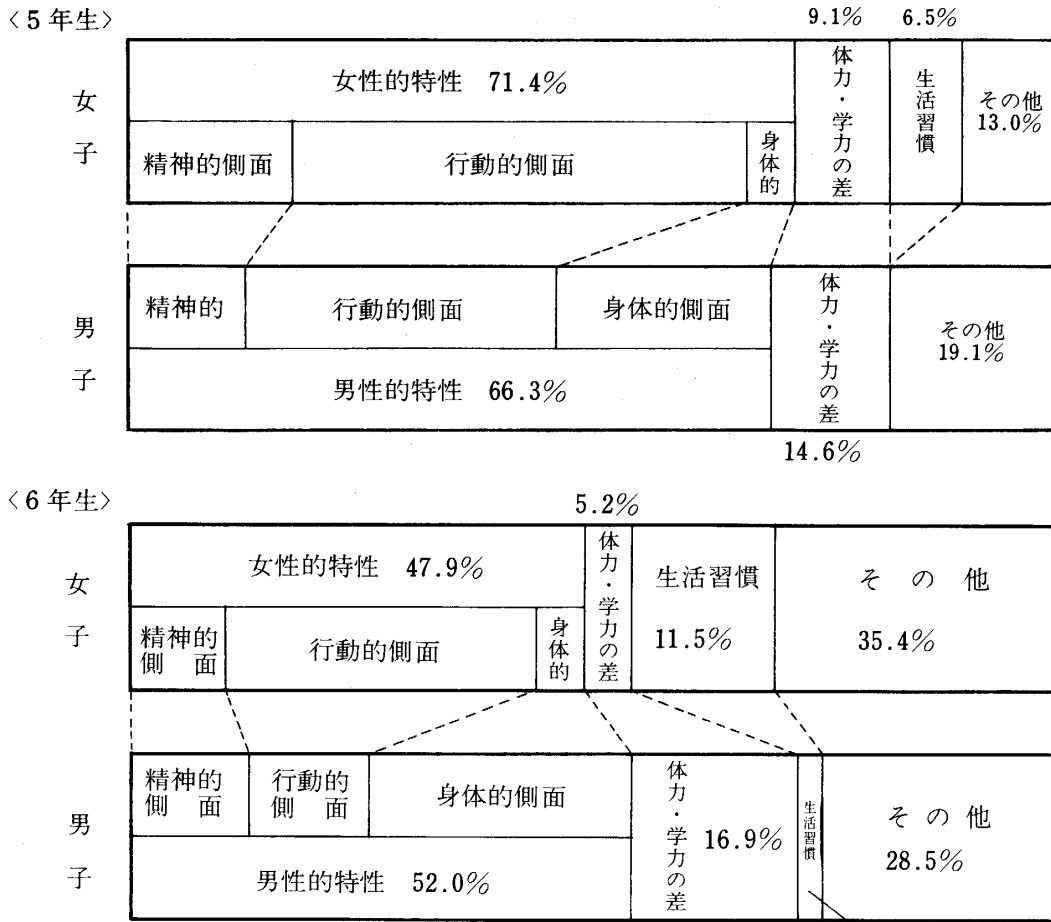 〈5年生〉
9.1% 6.5%
女子
女性的特性 71.4%
精神的側面
行動的側面
身体的
体力・学力の差
生活習慣
その他
13.0%
男子
精神的
行動的側面
身体的側面
男性的特性 66.3%
体力・学力の差
その他
19.1%
14.6%
〈6年生〉
5.2%
女子
女性的特性 47.9%
精神的
側面
行動的側面
身体的
体力・学力の差
生活習慣
11.5%
その他
35.4%
男子
精神的
側面
行動的
側面
身体的側面
男性的特性 52.0%
体力・学力の差
16.9%
生活習慣
その他
28.5%